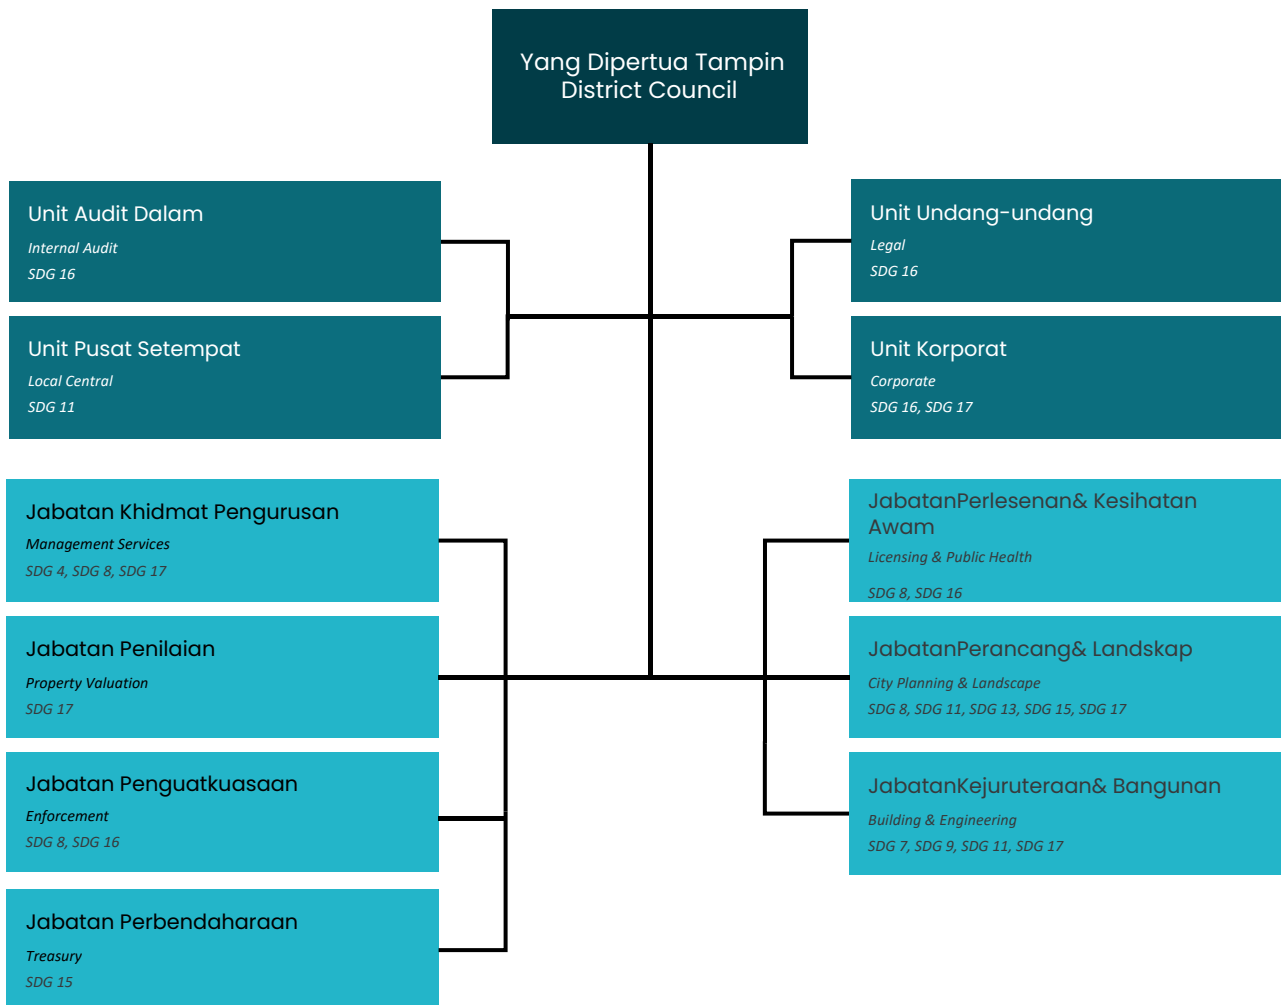 Yang Dipertua Tampin
District Council
Unit Audit Dalam
Internal Audit
SDG 16
Unit Pusat Setempat
Local Central
SDG 11
Unit Undang-undang
Legal
SDG 16
Unit Korporat
Corporate
SDG 16, SDG 17
Jabatan Khidmat Pengurusan
Management Services
SDG 4, SDG 8, SDG 17
Jabatan Penilaian
Property Valuation
SDG 17
Jabatan Penguatkuasaan
Enforcement
SDG 8, SDG 16
Jabatan Perbendaharaan
Treasury
SDG 15
JabatanPerlesenan& Kesihatan
Awam
Licensing & Public Health
SDG 8, SDG 16
JabatanPerancang& Landskap
City Planning & Landscape
SDG 8, SDG 11, SDG 13, SDG 15, SDG 17
JabatanKejuruteraan& Bangunan
Building & Engineering
SDG 7, SDG 9, SDG 11, SDG 17